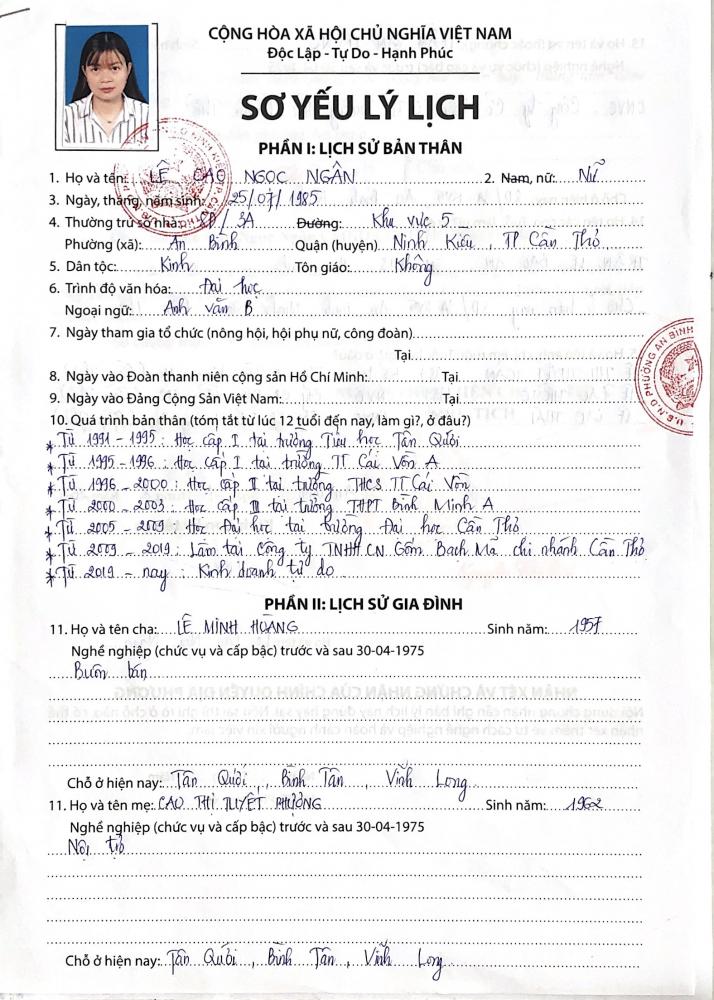 CỘNG HÒA XÃ HỘI CHỦ NGHĨA VIỆT NAM
Độc Lập - Tự Do - Hạnh Phúc
SƠ YẾU LÝ LỊCH
PHẦN I: LỊCH SỬ BẢN THÂN
1. Họ và tên: LÊ CAO NGỌC NGÂN 2. Nam, nữ: Nữ
3. Ngày, tháng, năm sinh: 25/07/1985
4. Thường trú số nhà: /3A Đường: Khu vực 5
Phường (xã): An Bình Quận (huyện) Ninh Kiều, TP Cần Thơ
5. Dân tộc: Kinh Tôn giáo: Không
6. Trình độ văn hóa: Đại học
Ngoại ngữ: Anh văn B
7. Ngày tham gia tổ chức (nông hội, hội phụ nữ, công đoàn)
Tại
8. Ngày vào Đoàn thanh niên cộng sản Hồ Chí Minh: Tại
9. Ngày vào Đảng Cộng Sản Việt Nam: Tại
10. Quá trình bản thân (tóm tắt từ lúc 12 tuổi đến nay, làm gì?, ở đâu?)
* Từ 1991 - 1995: Học cấp I tại trường Tiểu học Tân Quới
* Từ 1995 - 1996: Học cấp I tại trường TT Cái Vồn A
* Từ 1996 - 2000: Học cấp II tại trường THCS TT Cái Vồn
* Từ 2000 - 2003: Học cấp III tại trường THPT Bình Minh A
* Từ 2005 - 2009: Học Đại học tại trường Đại học Cần Thơ
* Từ 2009 - 2019: Làm tại Công ty TNHH CN Gốm Bạch Mã chi nhánh Cần Thơ
* Từ 2019 - nay: Kinh doanh tự do
PHẦN II: LỊCH SỬ GIA ĐÌNH
11. Họ và tên cha: LÊ MINH HOÀNG Sinh năm: 1957
Nghề nghiệp (chức vụ và cấp bậc) trước và sau 30-04-1975
Buôn bán
Chỗ ở hiện nay: Tân Quới, Bình Tân, Vĩnh Long
11. Họ và tên mẹ: CAO THỊ TUYẾT PHƯỢNG Sinh năm: 1962
Nghề nghiệp (chức vụ và cấp bậc) trước và sau 30-04-1975
Nội trợ
Chỗ ở hiện nay: Tân Quới, Bình Tân, Vĩnh Long
U.B.N.D PHƯỜNG AN BÌNH